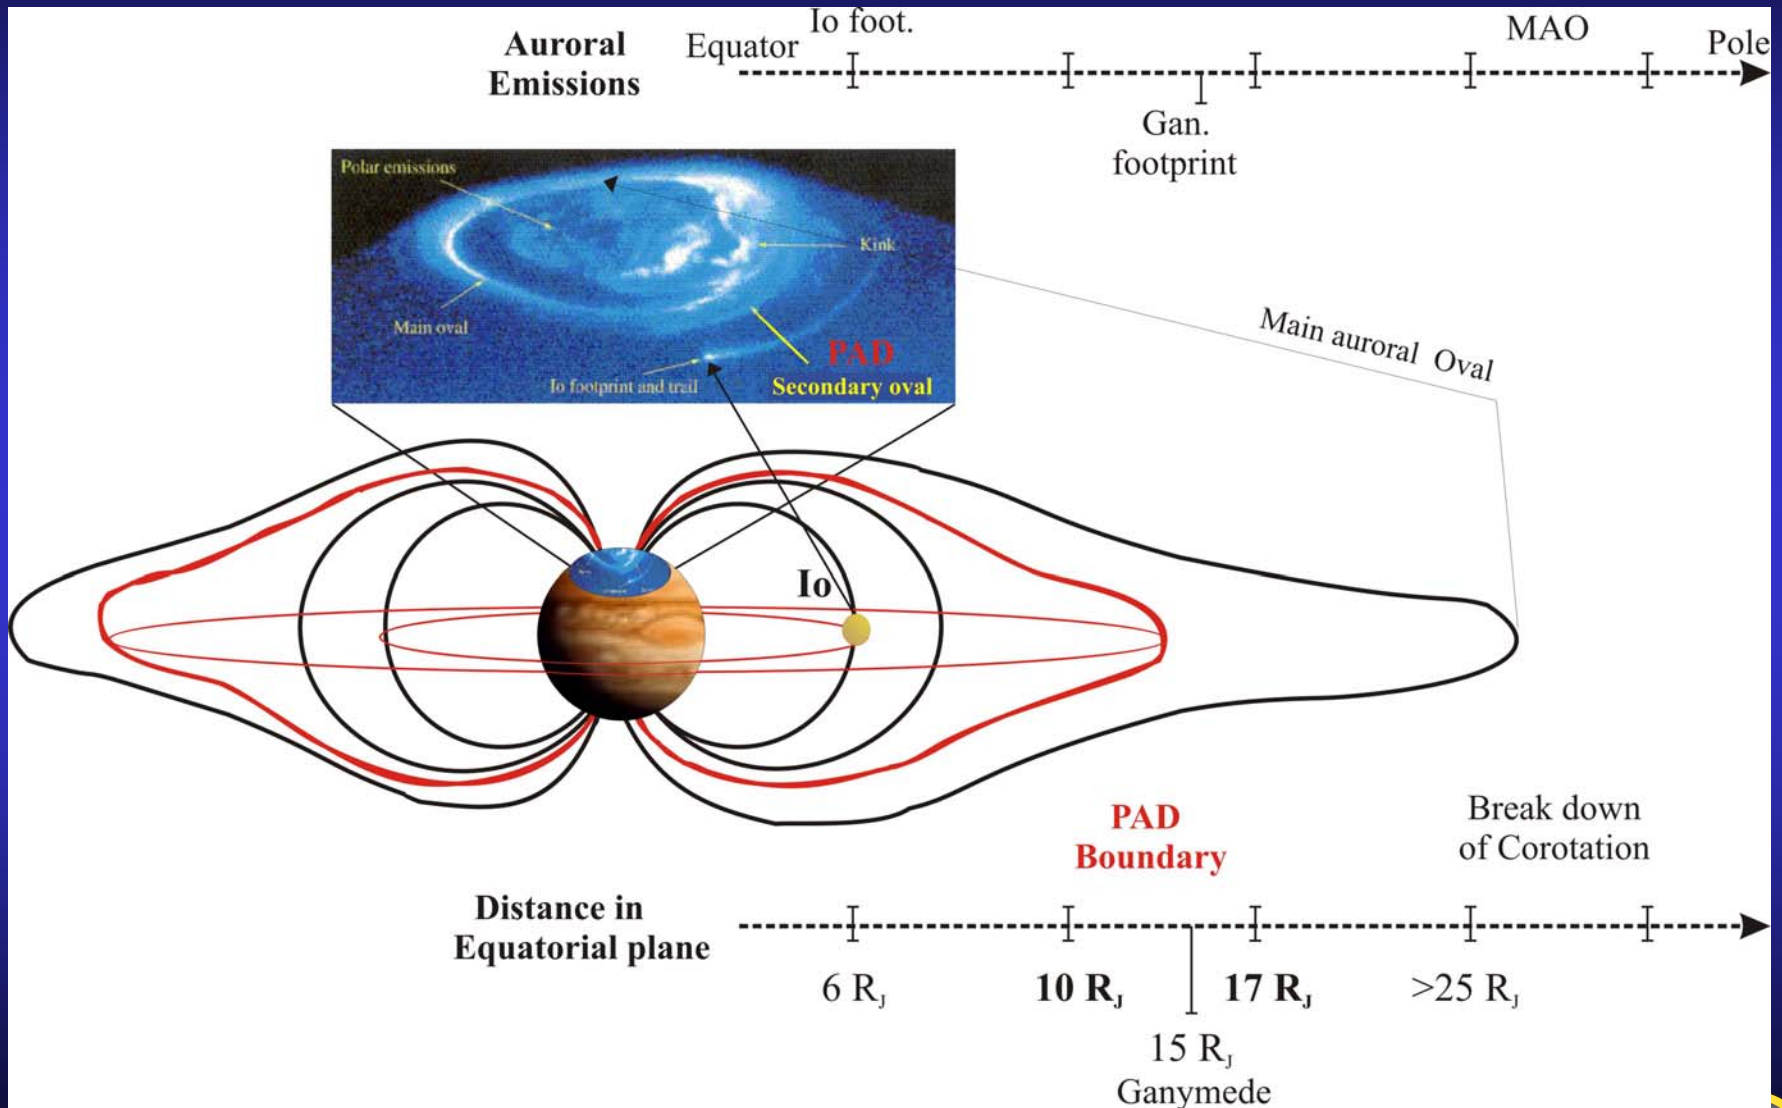 Io foot.
Auroral
Emissions
Equator
MAO
Pole
Gan.
footprint
Polar emissions
Kink
Main oval
PAD
Secondary oval
Io footprint and trail
Main auroral Oval
Io
PAD
Boundary
Break down
of Corotation
Distance in
Equatorial plane
6 RJ
10 RJ
17 RJ
>25 RJ
15 RJ
Ganymede